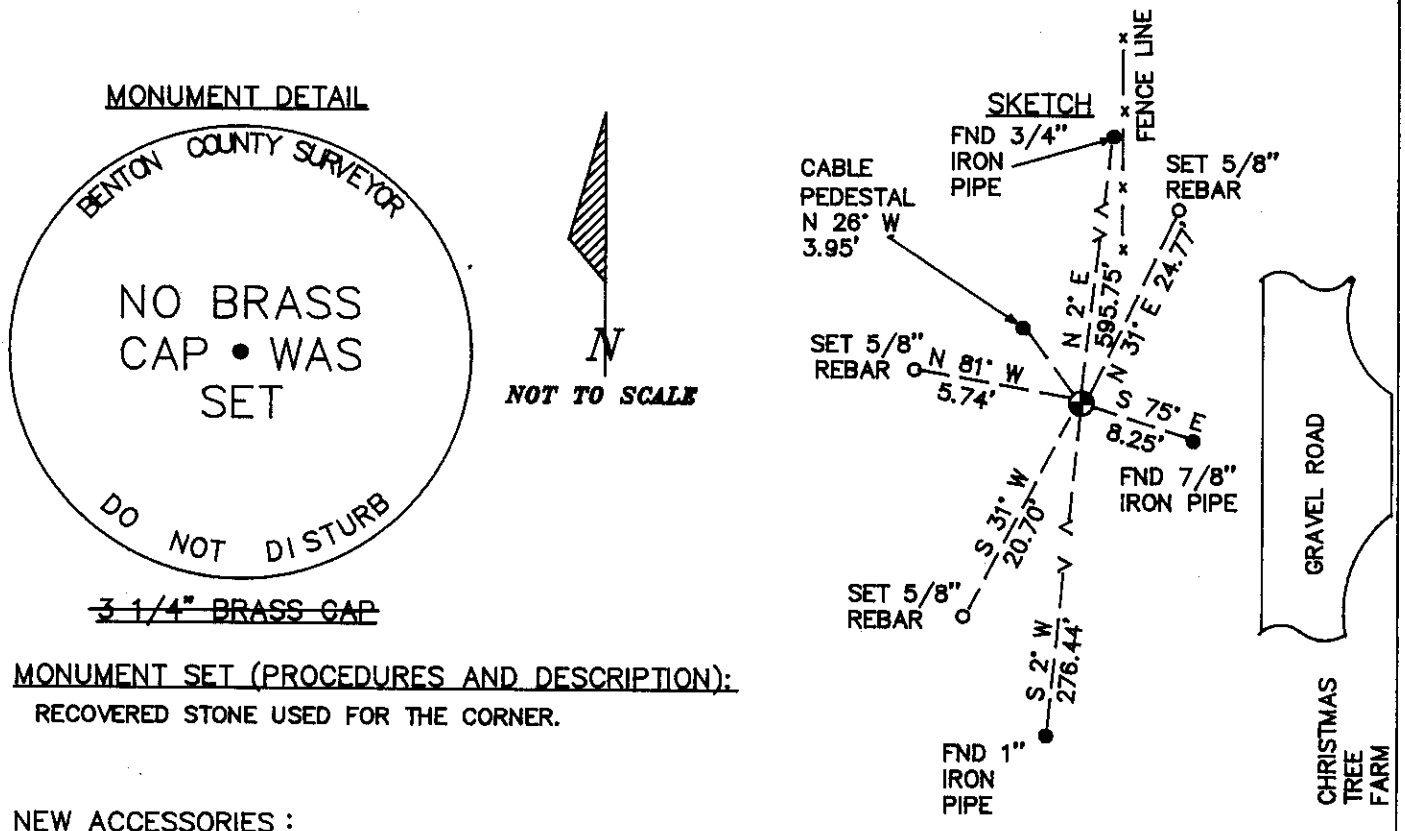 MONUMENT DETAIL
BENTON COUNTY SURVEYOR
NO BRASS
CAP • WAS
SET
DO NOT DISTURB
3 1/4" BRASS CAP
N
NOT TO SCALE
SKETCH
FENCE LINE
FND 3/4"
IRON
PIPE
SET 5/8"
REBAR
CABLE
PEDESTAL
N 26° W
3.95'
N 2° E
595.75'
N 31° E 24.77'
SET 5/8"
REBAR
N 81° W
5.74'
S 75° E
8.25'
FND 7/8"
IRON PIPE
S 31° W
20.70'
SET 5/8"
REBAR
S 2° W
276.44'
FND 1"
IRON
PIPE
GRAVEL ROAD
CHRISTMAS
TREE
FARM
MONUMENT SET (PROCEDURES AND DESCRIPTION):
RECOVERED STONE USED FOR THE CORNER.
NEW ACCESSORIES :